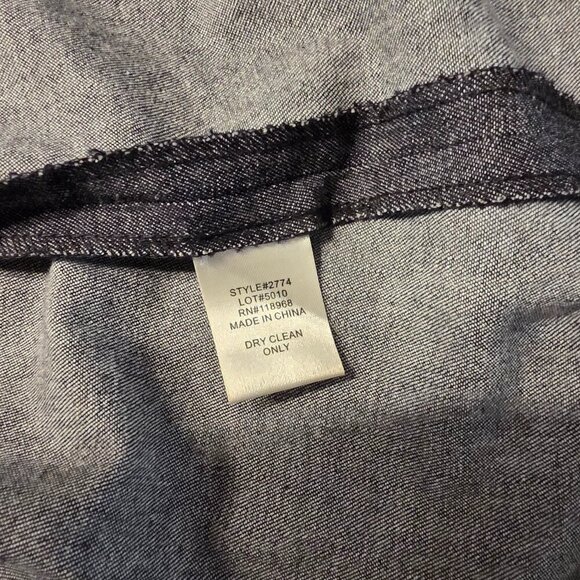 STYLE#2774
LOT#5010
RN#118968
MADE IN CHINA
DRY CLEAN
ONLY